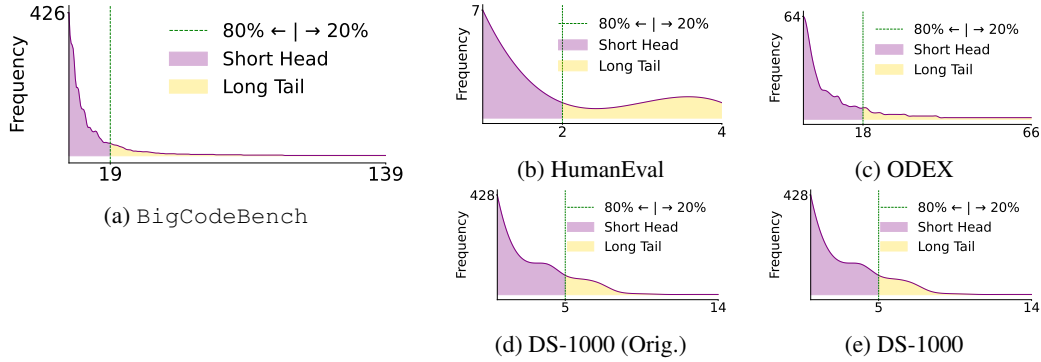 426
Frequency
80% ← | → 20%
Short Head
Long Tail
19
139
(a) BigCodeBench
7
Frequency
80% ← | → 20%
Short Head
Long Tail
2
4
(b) HumanEval
64
Frequency
80% ← | → 20%
Short Head
Long Tail
18
66
(c) ODEX
428
Frequency
80% ← | → 20%
Short Head
Long Tail
5
14
(d) DS-1000 (Orig.)
428
Frequency
80% ← | → 20%
Short Head
Long Tail
5
14
(e) DS-1000